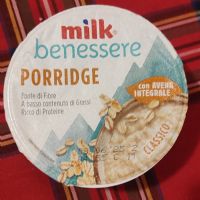 milk
benessere
PORRIDGE
Fonte di Fibre
A basso contenuto di Grassi
Ricco di Proteine
con AVENA
INTEGRALE
CLASSICO